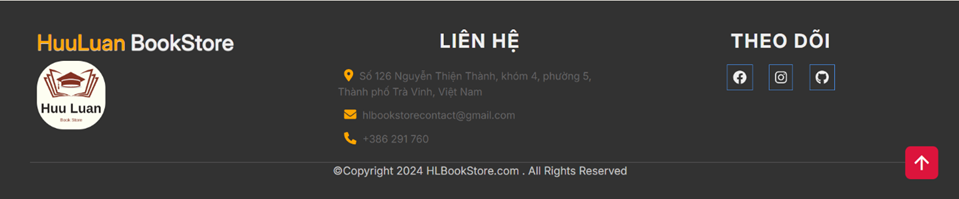 HuuLuan BookStore
Huu Luan
Book Store
LIÊN HỆ
Số 126 Nguyễn Thiện Thành, khóm 4, phường 5,
Thành phố Trà Vinh, Việt Nam
hlbookstorecontact@gmail.com
+386 291 760
THEO DÕI
©Copyright 2024 HLBookStore.com . All Rights Reserved